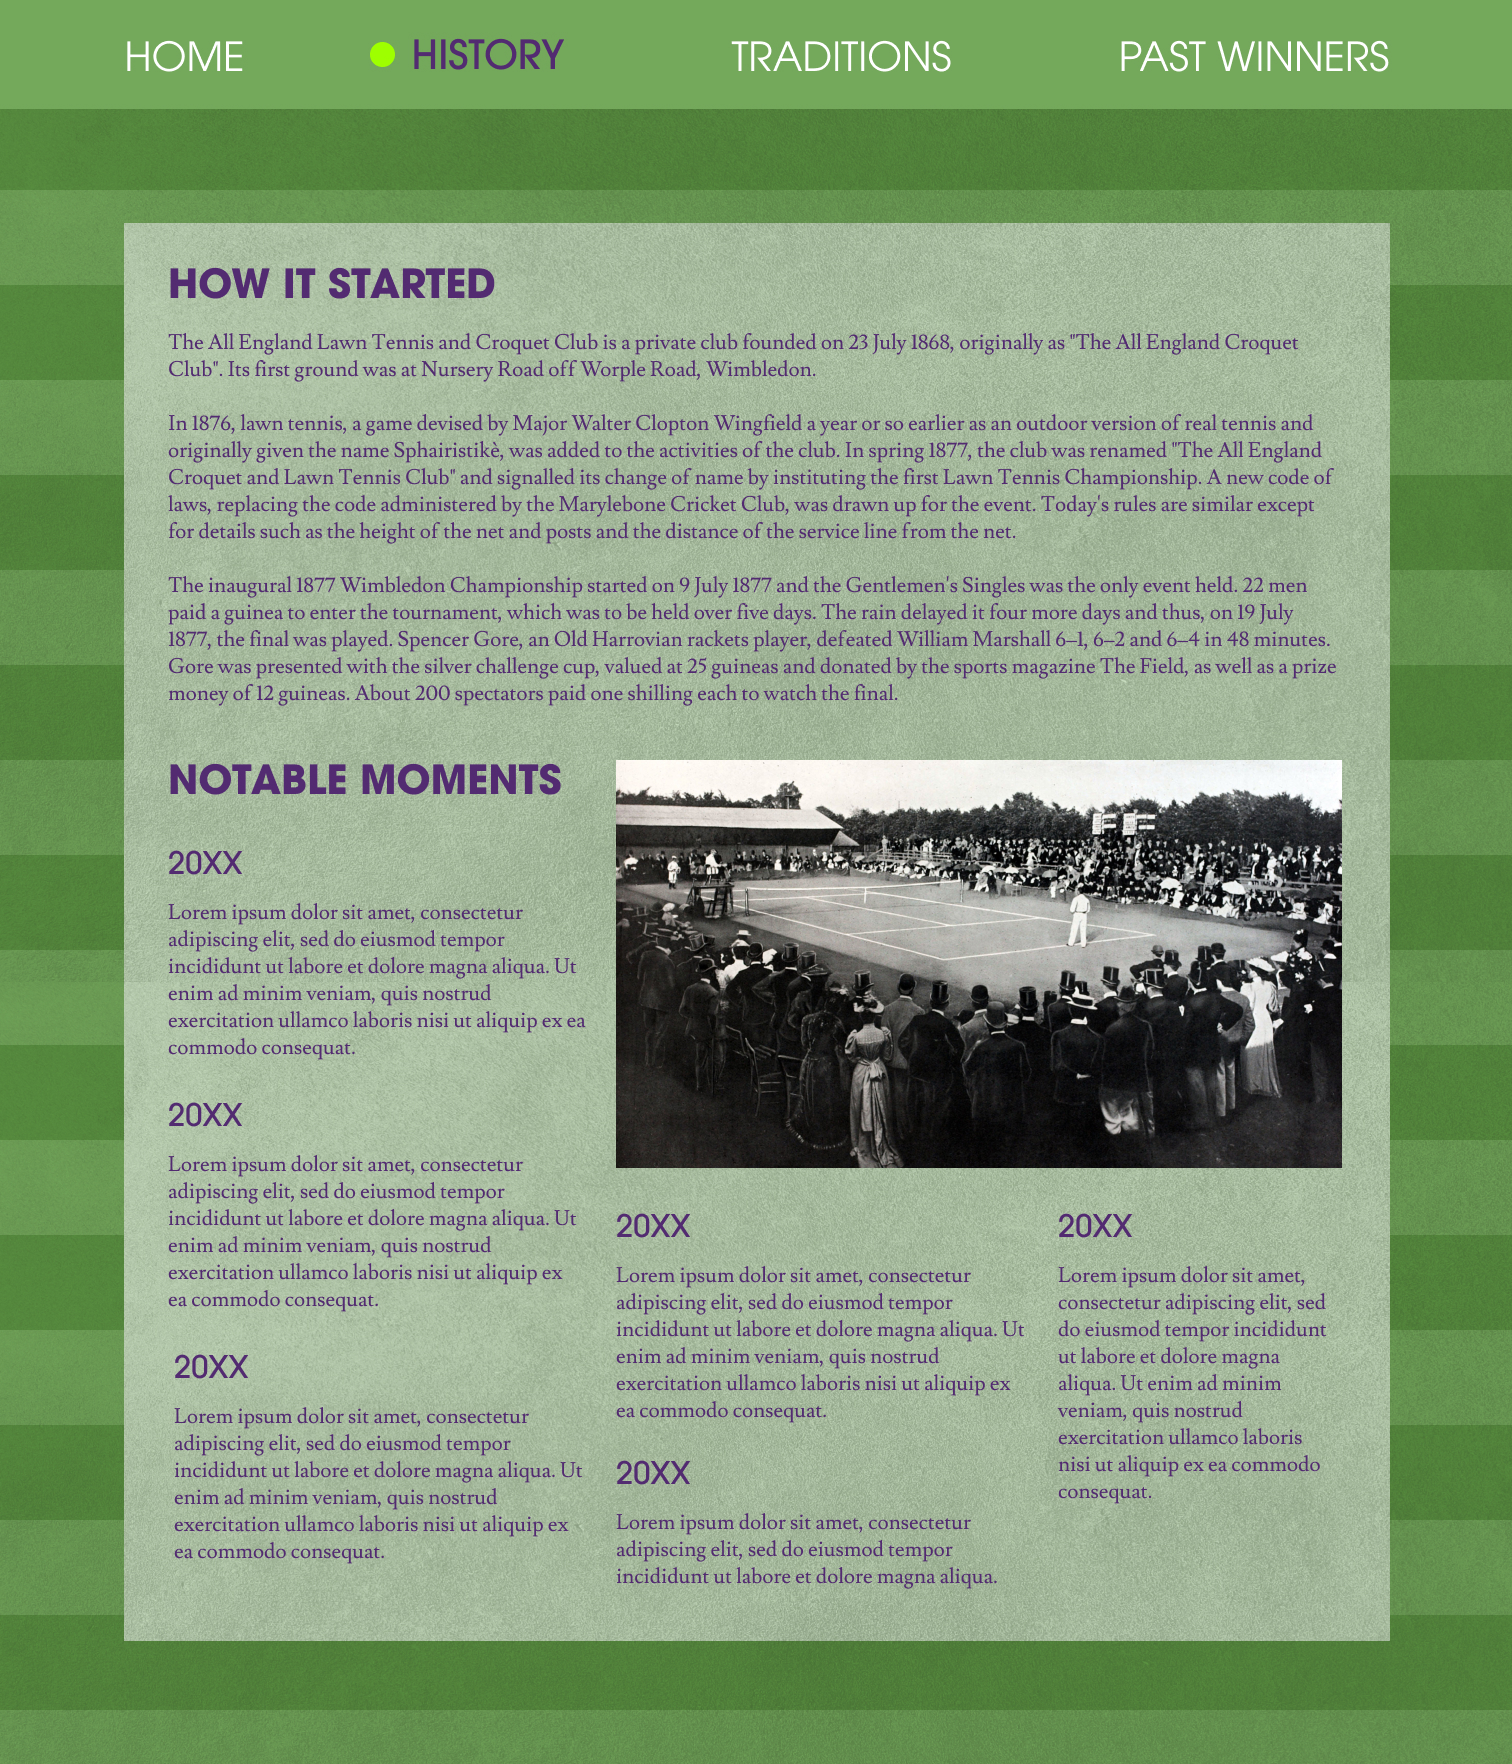 HOME
HISTORY
TRADITIONS
PAST WINNERS
HOW IT STARTED
The All England Lawn Tennis and Croquet Club is a private club founded on 23 July 1868, originally as "The All England Croquet
Club". Its first ground was at Nursery Road off Worple Road, Wimbledon.
In 1876, lawn tennis, a game devised by Major Walter Clopton Wingfield a year or so earlier as an outdoor version of real tennis and
originally given the name Sphairistikè, was added to the activities of the club. In spring 1877, the club was renamed "The All England
Croquet and Lawn Tennis Club" and signalled its change of name by instituting the first Lawn Tennis Championship. A new code of
laws, replacing the code administered by the Marylebone Cricket Club, was drawn up for the event. Today's rules are similar except
for details such as the height of the net and posts and the distance of the service line from the net.
The inaugural 1877 Wimbledon Championship started on 9 July 1877 and the Gentlemen's Singles was the only event held. 22 men
paid a guinea to enter the tournament, which was to be held over five days. The rain delayed it four more days and thus, on 19 July
1877, the final was played. Spencer Gore, an Old Harrovian rackets player, defeated William Marshall 6–1, 6–2 and 6–4 in 48 minutes.
Gore was presented with the silver challenge cup, valued at 25 guineas and donated by the sports magazine The Field, as well as a prize
money of 12 guineas. About 200 spectators paid one shilling each to watch the final.
NOTABLE MOMENTS
20XX
Lorem ipsum dolor sit amet, consectetur
adipiscing elit, sed do eiusmod tempor
incididunt ut labore et dolore magna aliqua. Ut
enim ad minim veniam, quis nostrud
exercitation ullamco laboris nisi ut aliquip ex ea
commodo consequat.
20XX
Lorem ipsum dolor sit amet, consectetur
adipiscing elit, sed do eiusmod tempor
incididunt ut labore et dolore magna aliqua. Ut
enim ad minim veniam, quis nostrud
exercitation ullamco laboris nisi ut aliquip ex
ea commodo consequat.
20XX
Lorem ipsum dolor sit amet, consectetur
adipiscing elit, sed do eiusmod tempor
incididunt ut labore et dolore magna aliqua. Ut
enim ad minim veniam, quis nostrud
exercitation ullamco laboris nisi ut aliquip ex
ea commodo consequat.
20XX
Lorem ipsum dolor sit amet, consectetur
adipiscing elit, sed do eiusmod tempor
incididunt ut labore et dolore magna aliqua. Ut
enim ad minim veniam, quis nostrud
exercitation ullamco laboris nisi ut aliquip ex
ea commodo consequat.
20XX
Lorem ipsum dolor sit amet, consectetur
adipiscing elit, sed do eiusmod tempor
incididunt ut labore et dolore magna aliqua.
20XX
Lorem ipsum dolor sit amet,
consectetur adipiscing elit, sed
do eiusmod tempor incididunt
ut labore et dolore magna
aliqua. Ut enim ad minim
veniam, quis nostrud
exercitation ullamco laboris
nisi ut aliquip ex ea commodo
consequat.